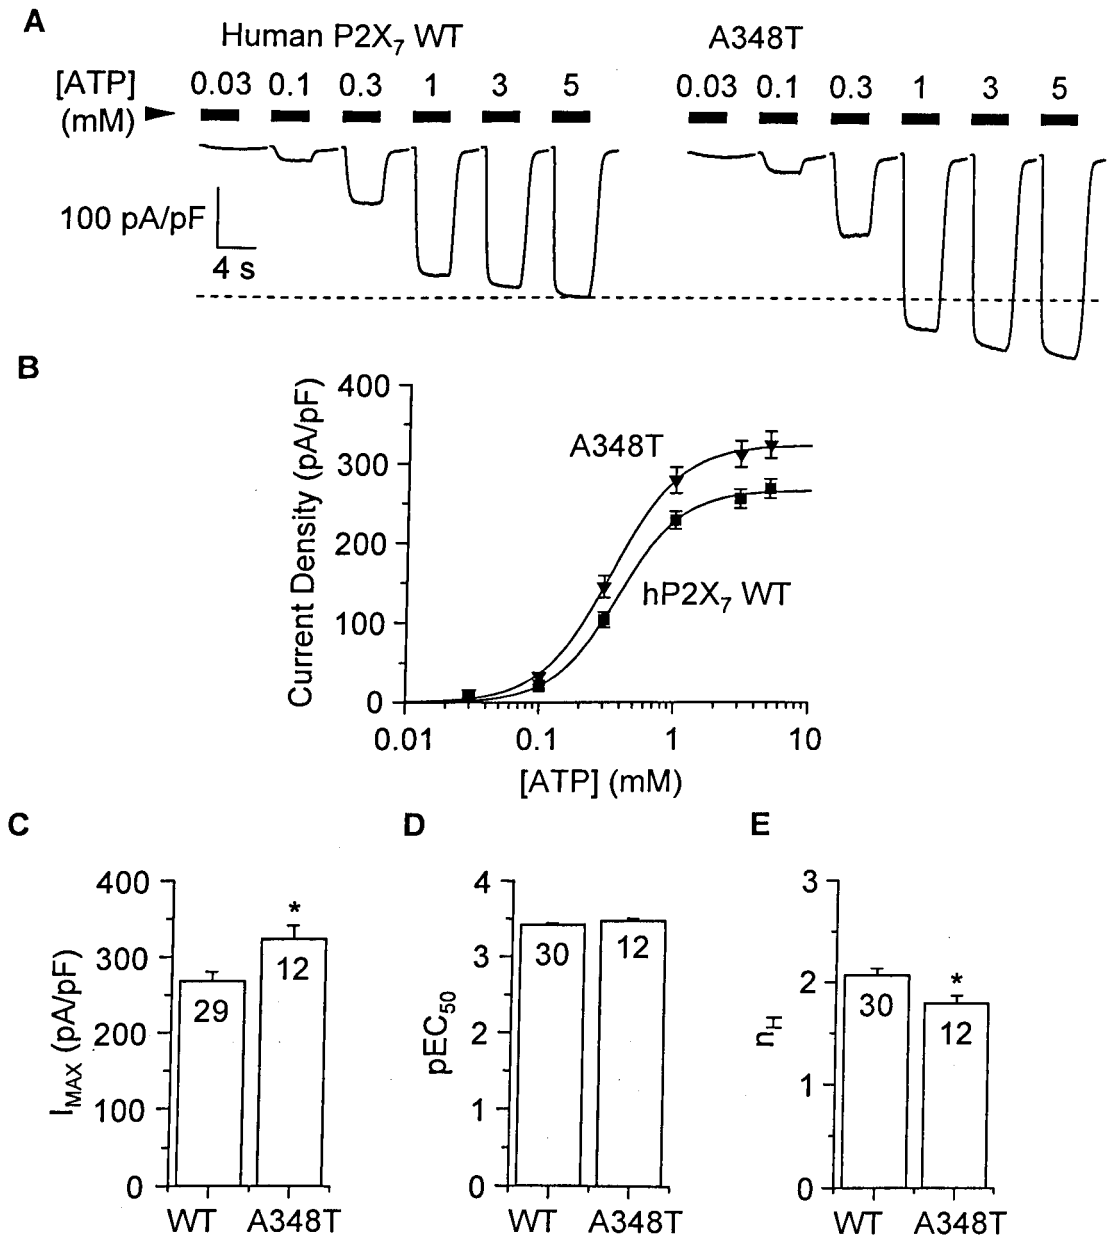 A
Human P2X7 WT
A348T
[ATP] 0.03 0.1 0.3 1 3 5 0.03 0.1 0.3 1 3 5
(mM)
100 pA/pF
4 s
B
Current Density (pA/pF)
400
300
200
100
0
A348T
hP2X7 WT
0.01 0.1 1 10
[ATP] (mM)
C
IMAX (pA/pF)
400
300
200
100
0
*
29
12
WT A348T
D
pEC50
4
3
2
1
0
30
12
WT A348T
E
nH
3
2
1
0
*
30
12
WT A348T